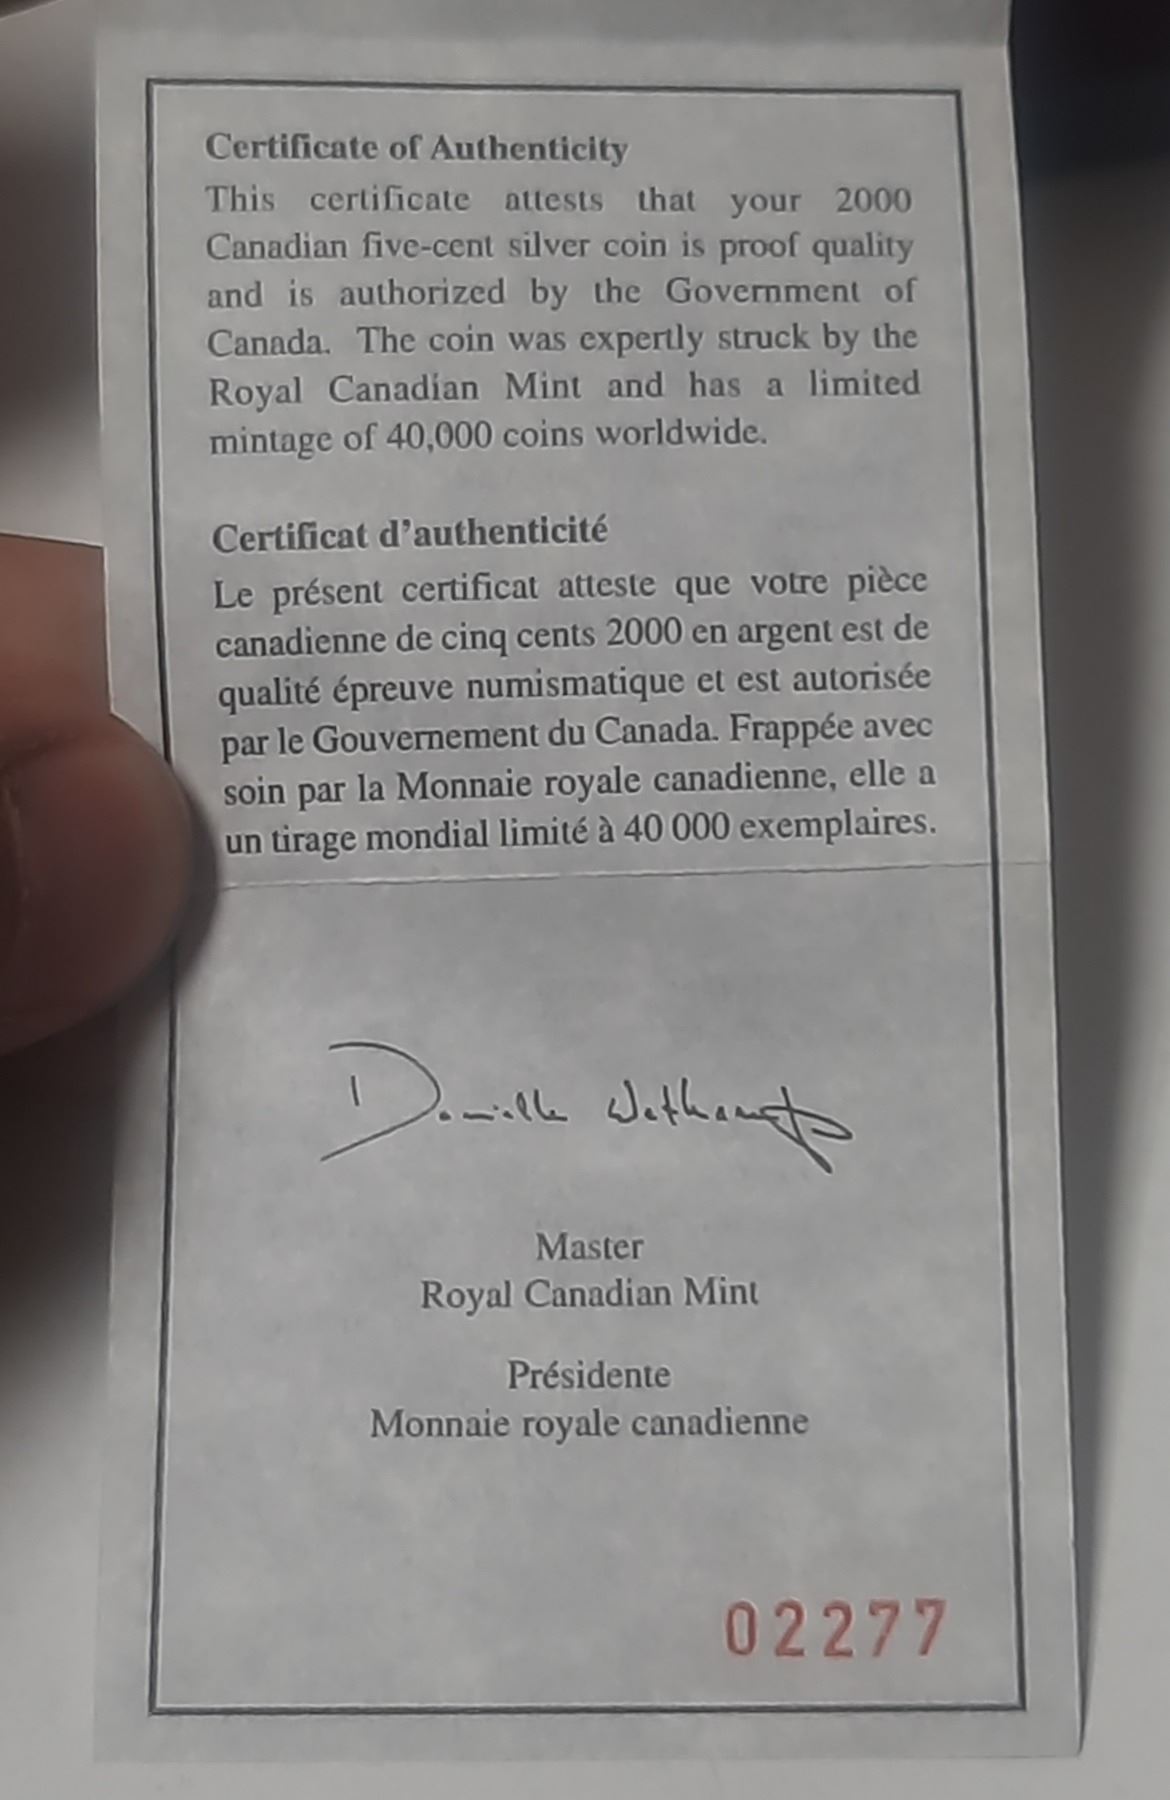 Certificate of Authenticity
This certificate attests that your 2000
Canadian five-cent silver coin is proof quality
and is authorized by the Government of
Canada. The coin was expertly struck by the
Royal Canadian Mint and has a limited
mintage of 40,000 coins worldwide.
Certificat d'authenticité
Le présent certificat atteste que votre pièce
canadienne de cinq cents 2000 en argent est de
qualité épreuve numismatique et est autorisée
par le Gouvernement du Canada. Frappée avec
soin par la Monnaie royale canadienne, elle a
un tirage mondial limité à 40 000 exemplaires.
Master
Royal Canadian Mint
Présidente
Monnaie royale canadienne
02277